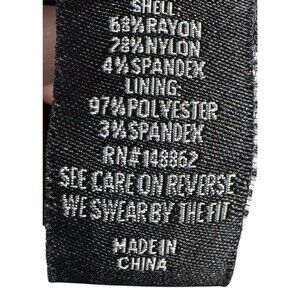 SHELL
68% RAYON
28% NYLON
4% SPANDEX
LINING:
97% POLYESTER
3% SPANDEX
RN# 148862
SEE CARE ON REVERSE
WE SWEAR BY THE FIT
MADE IN
CHINA